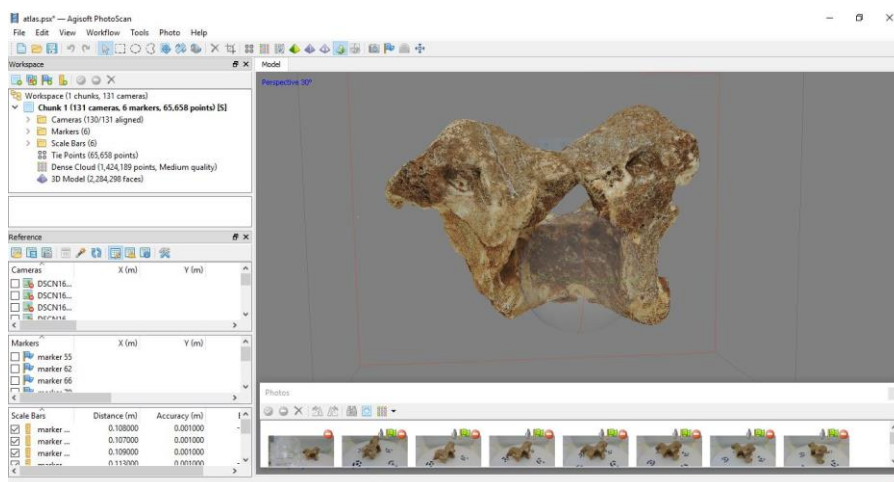 atlas.psx* — Agisoft PhotoScan
File Edit View Workflow Tools Photo Help
Workspace
Model
Perspective 30°
Workspace (1 chunks, 131 cameras)
Chunk 1 (131 cameras, 6 markers, 65,658 points) [S]
Cameras (130/131 aligned)
Markers (6)
Scale Bars (6)
Tie Points (65,658 points)
Dense Cloud (1,424,189 points, Medium quality)
3D Model (2,284,298 faces)
Reference
Cameras X (m) Y (m)
DSCN16...
DSCN16...
DSCN16...
DSCN16
Markers X (m) Y (m)
marker 55
marker 62
marker 66
Scale Bars Distance (m) Accuracy (m)
marker ... 0.108000 0.001000
marker ... 0.107000 0.001000
marker ... 0.109000 0.001000
marker 0.113000 0.001000
Photos